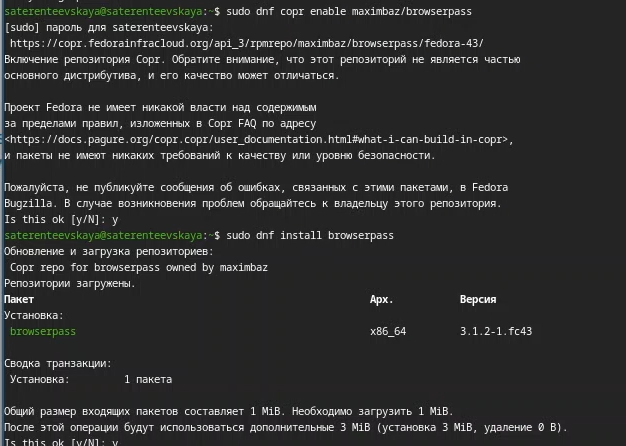 saterenteevskaya@saterenteevskaya:~$ sudo dnf copr enable maximbaz/browserpass
[sudo] пароль для saterenteevskaya:
https://copr.fedorainfracloud.org/api_3/rpmrepo/maximbaz/browserpass/fedora-43/
Включение репозитория Copr. Обратите внимание, что этот репозиторий не является частью
основного дистрибутива, и его качество может отличаться.
Проект Fedora не имеет никакой власти над содержимым
за пределами правил, изложенных в Copr FAQ по адресу
<https://docs.pagure.org/copr.copr/user_documentation.html#what-i-can-build-in-copr>,
и пакеты не имеют никаких требований к качеству или уровню безопасности.
Пожалуйста, не публикуйте сообщения об ошибках, связанных с этими пакетами, в Fedora
Bugzilla. В случае возникновения проблем обращайтесь к владельцу этого репозитория.
Is this ok [y/N]: y
saterenteevskaya@saterenteevskaya:~$ sudo dnf install browserpass
Обновление и загрузка репозиториев:
Copr repo for browserpass owned by maximbaz
Репозитории загружены.
Пакет Арх. Версия
Установка:
browserpass x86_64 3.1.2-1.fc43
Сводка транзакции:
Установка: 1 пакета
Общий размер входящих пакетов составляет 1 MiB. Необходимо загрузить 1 MiB.
После этой операции будут использоваться дополнительные 3 MiB (установка 3 MiB, удаление 0 B).
Is this ok [y/N]: y